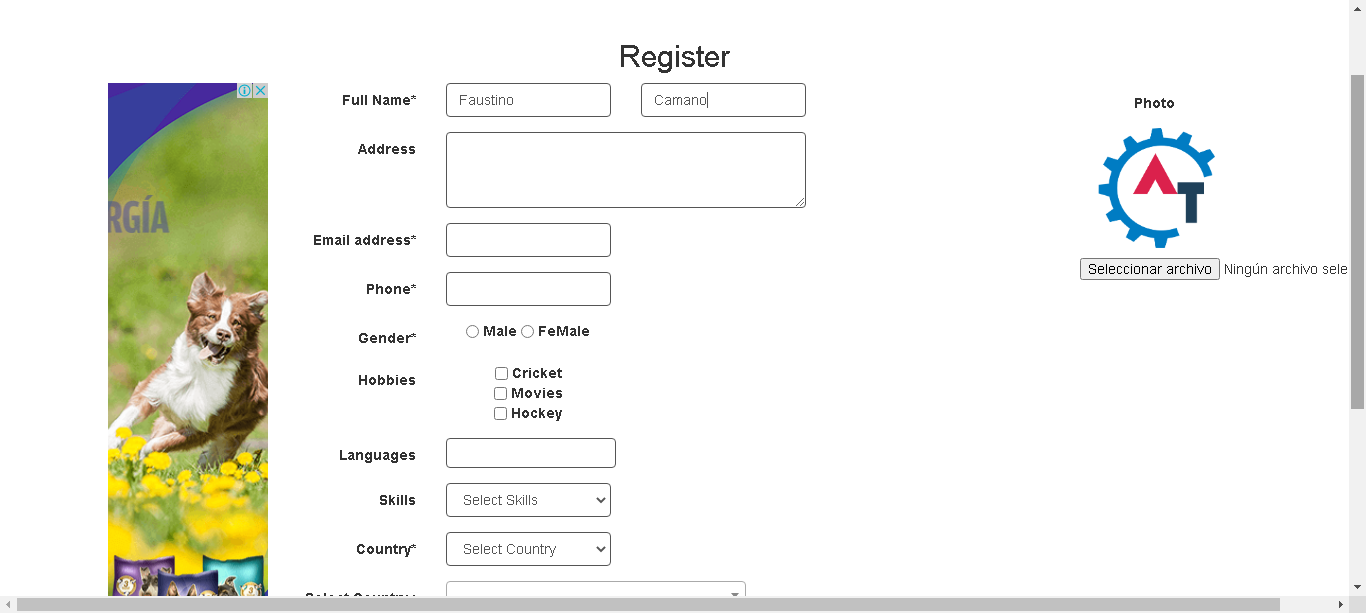 Register
Full Name*
Faustino
Camano
Photo
Address
RGÍA
AT
Email address*
Seleccionar archivo Ningún archivo sele
Phone*
Gender*
Male FeMale
Hobbies
Cricket
Movies
Hockey
Languages
Skills
Select Skills
Country*
Select Country